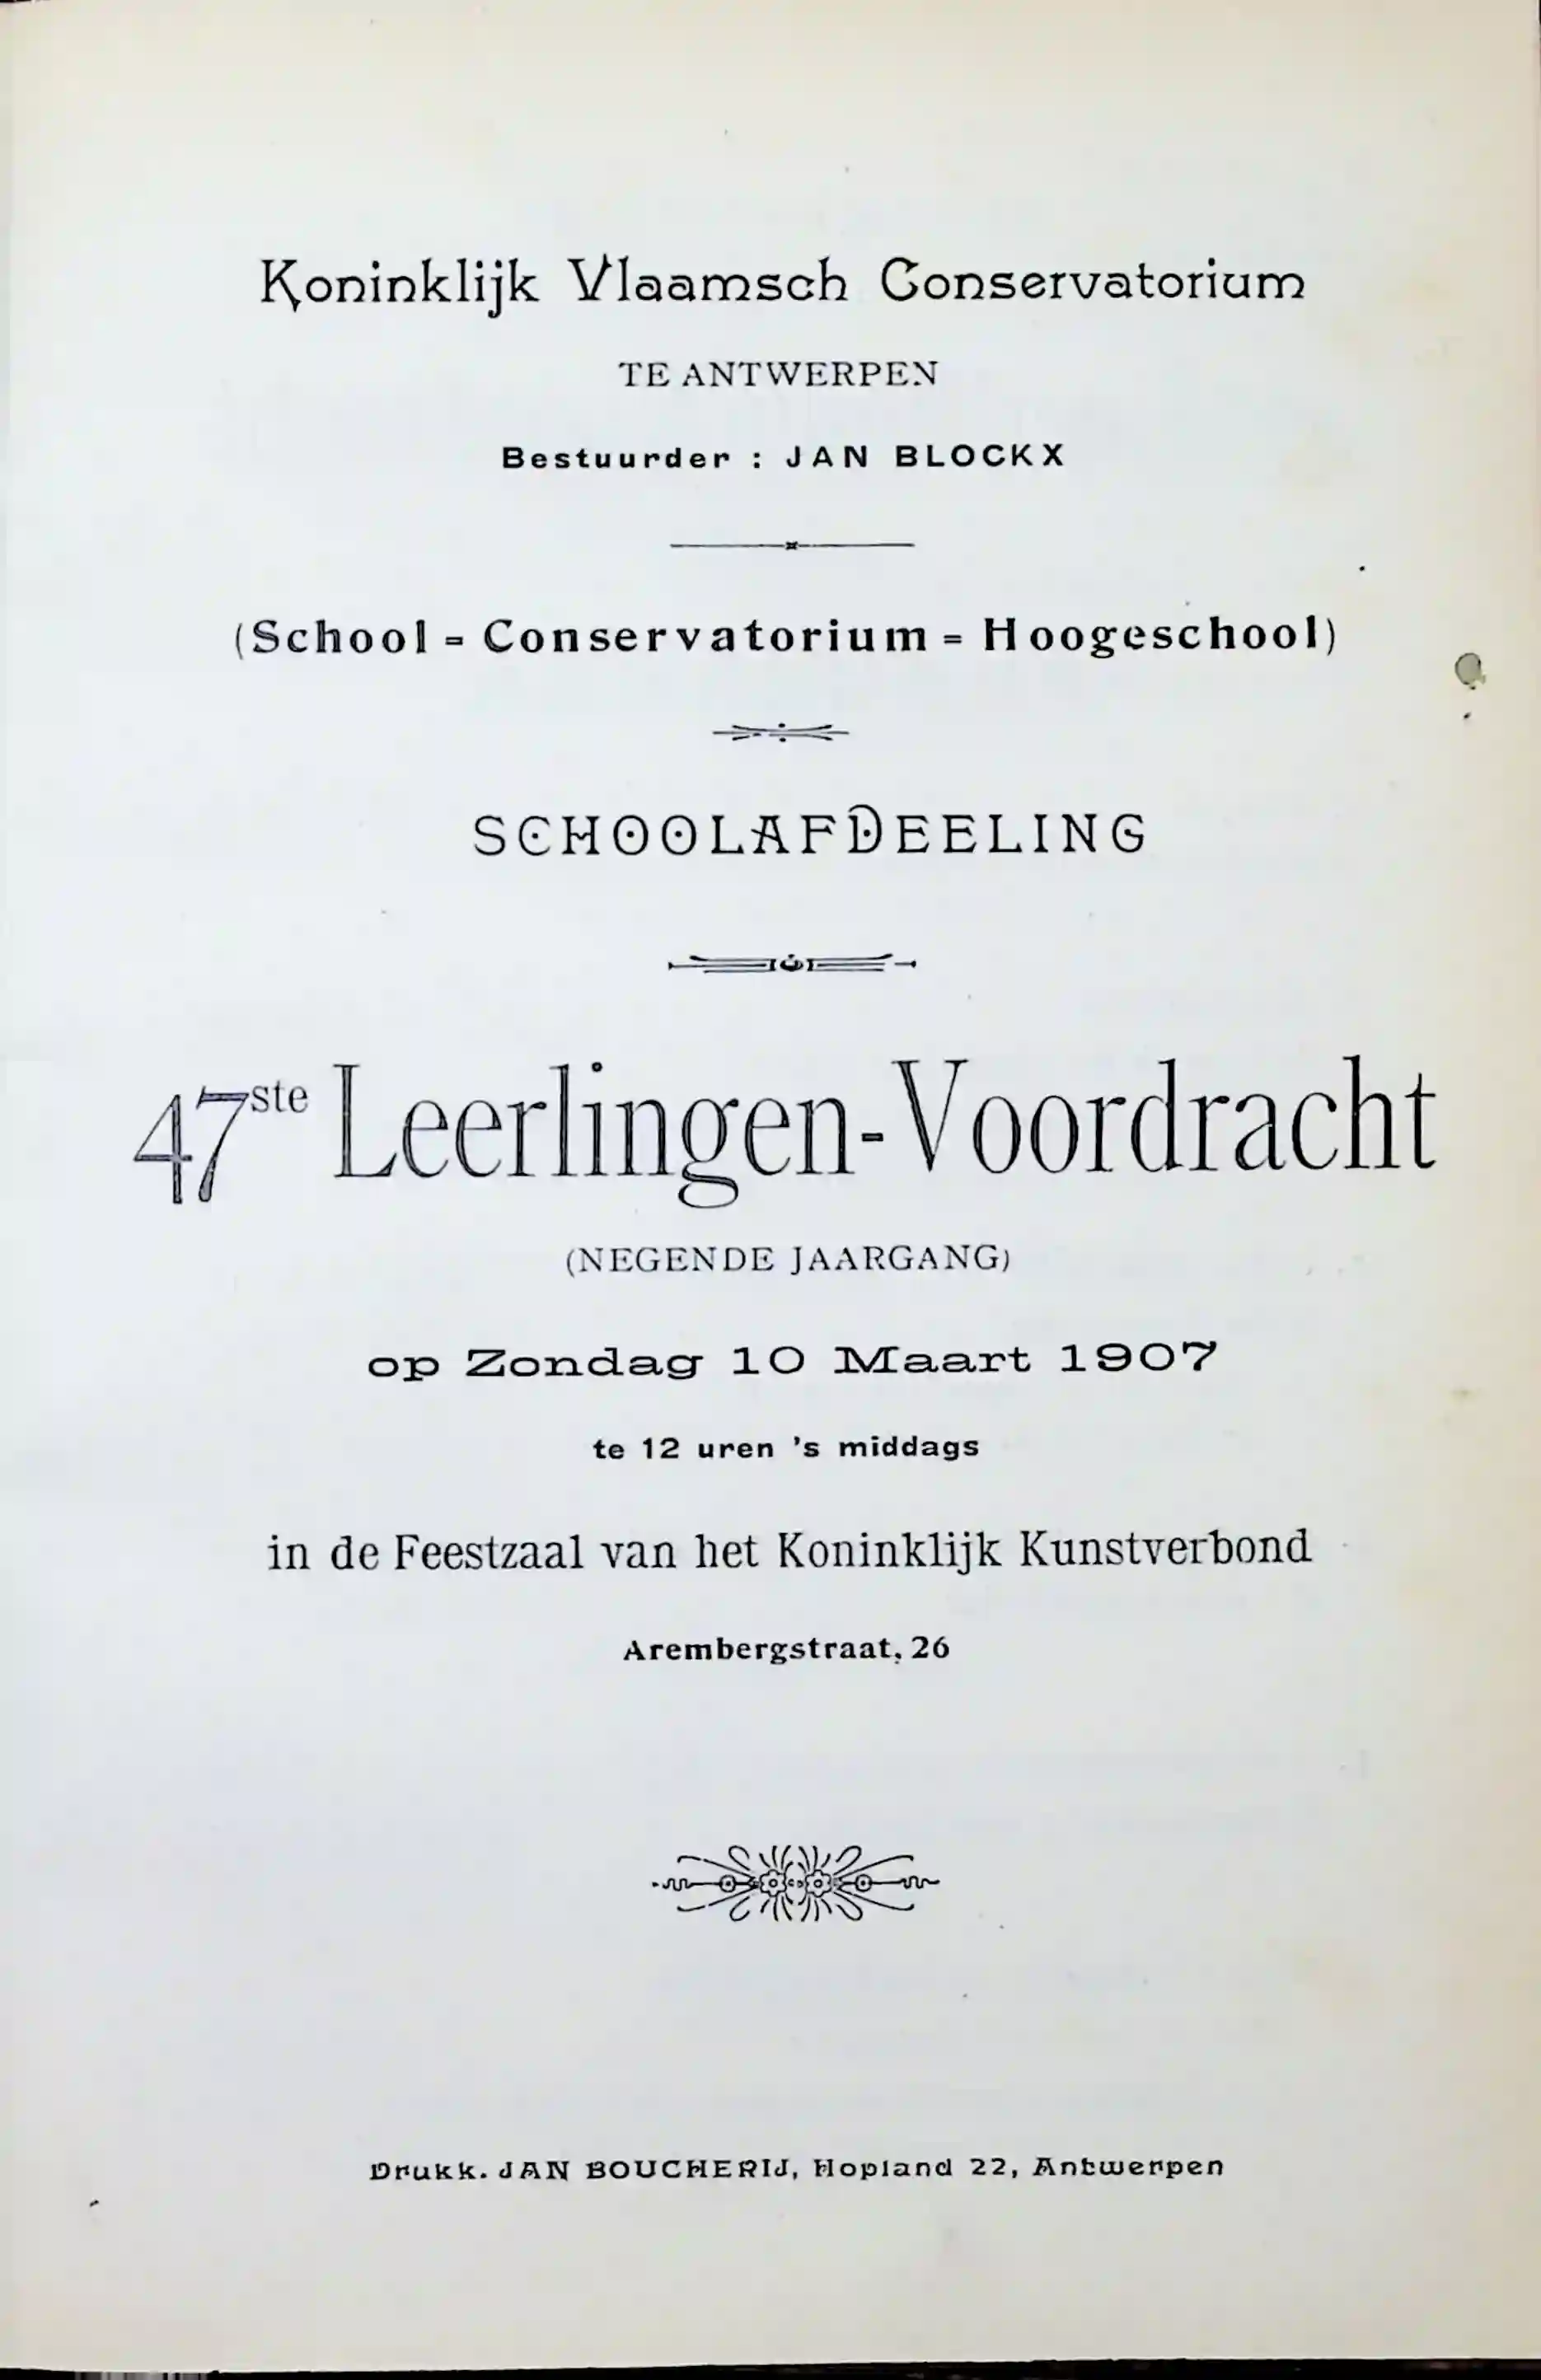 Koninklijk Vlaamsch Conservatorium
TE ANTWERPEN
Bestuurder : JAN BLOCKX
(School = Conservatorium = Hoogeschool)
SCHOOLAFDEELING
47ste Leerlingen-Voordracht
(NEGENDE JAARGANG)
op Zondag 10 Maart 1907
te 12 uren 's middags
in de Feestzaal van het Koninklijk Kunstverbond
Arembergstraat, 26
Drukk. JAN BOUCHERIJ, Hopland 22, Antwerpen